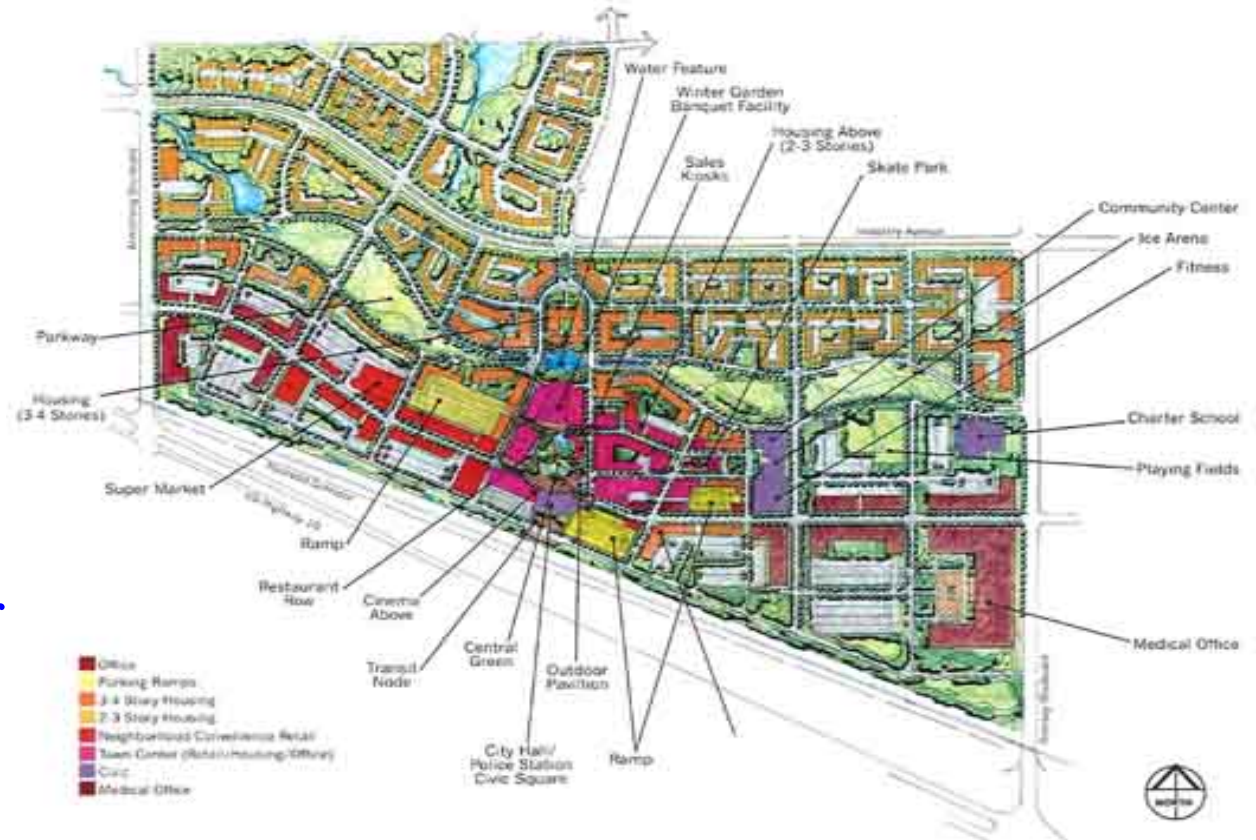 Water Feature
Winter Garden
Banquet Facility
Housing Above
(2-3 Stories)
Sales
Kiosks
Skate Park
Community Center
Ice Arena
Fitness
Parkway
Housing
(3-4 Stories)
Charter School
Playing Fields
Super Market
Ramp
Restaurant
Row
Cinema
Above
Central
Green
Transit
Node
Outdoor
Pavilion
Medical Office
City Hall/
Police Station
Civic Square
Ramp
Office
Parking Ramps
3-4 Story Housing
2-3 Story Housing
Neighborhood Convenience Retail
Town Center (Retail/Housing/Office)
Civic
Medical Office
NORTH